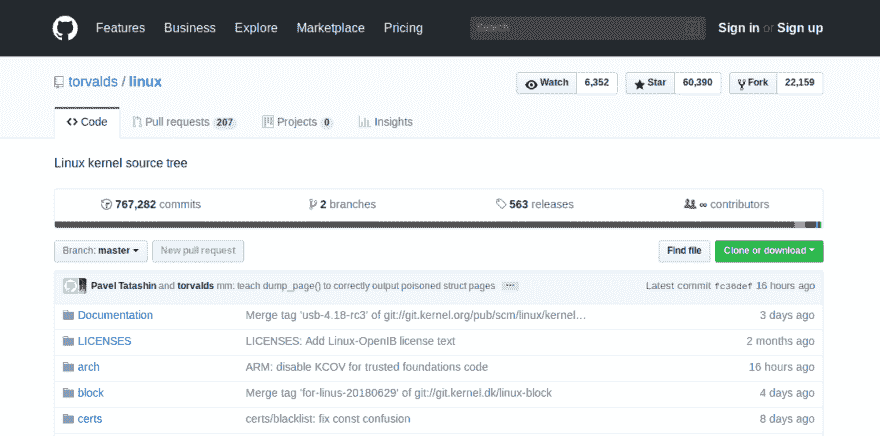 Features Business Explore Marketplace Pricing Search Sign in or Sign up
torvalds / linux Watch 6,352 Star 60,390 Fork 22,159
Code Pull requests 207 Projects 0 Insights
Linux kernel source tree
767,282 commits 2 branches 563 releases ∞ contributors
Branch: master New pull request Find file Clone or download
Pavel Tatashin and torvalds mm: teach dump_page() to correctly output poisoned struct pages ... Latest commit fc36def 16 hours ago
Documentation Merge tag 'usb-4.18-rc3' of git://git.kernel.org/pub/scm/linux/kernel… 3 days ago
LICENSES LICENSES: Add Linux-OpenIB license text 2 months ago
arch ARM: disable KCOV for trusted foundations code 16 hours ago
block Merge tag 'for-linus-20180629' of git://git.kernel.dk/linux-block 4 days ago
certs certs/blacklist: fix const confusion 8 days ago